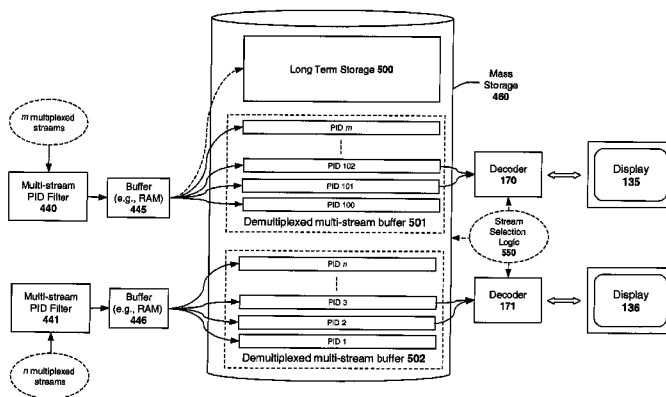 Long Term Storage 500
Mass
Storage
460
m multiplexed
streams
PID m
Multi-stream
PID Filter
440
Buffer
(e.g., RAM)
445
PID 102
PID 101
PID 100
Demultiplexed multi-stream buffer 501
Decoder
170
Display
135
Stream
Selection
Logic
550
Multi-stream
PID Filter
441
Buffer
(e.g., RAM)
446
PID n
PID 3
PID 2
PID 1
Demultiplexed multi-stream buffer 502
Decoder
171
Display
136
n multiplexed
streams